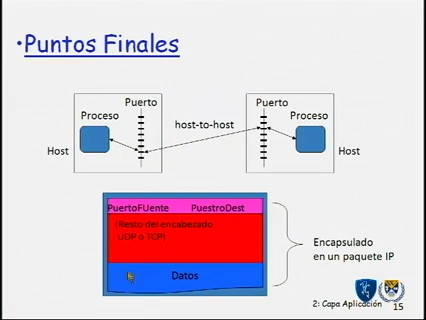 •Puntos Finales
Puerto
Puerto
Proceso
Proceso
host-to-host
Host
Host
PuertoFUente PuestroDest
(Resto del encabezado
UDP o TCP)
Datos
Encapsulado
en un paquete IP
2: Capa Aplicación
15